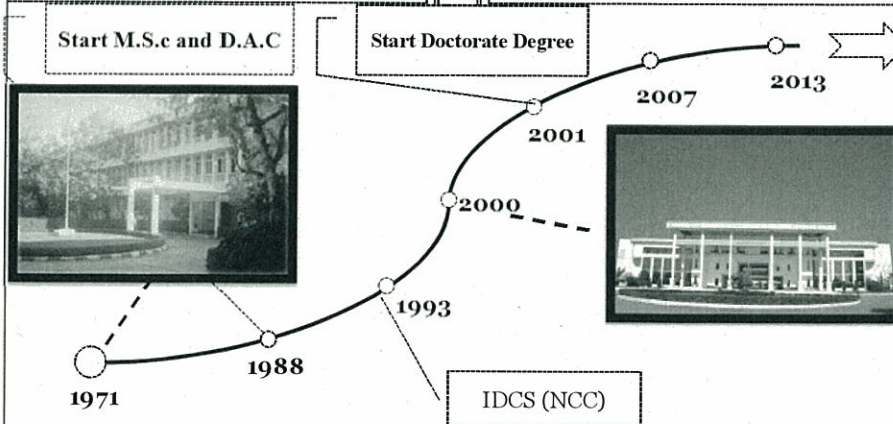 Start M.S.c and D.A.C
Start Doctorate Degree
2013
2007
2001
2000
1993
1988
1971
IDCS (NCC)